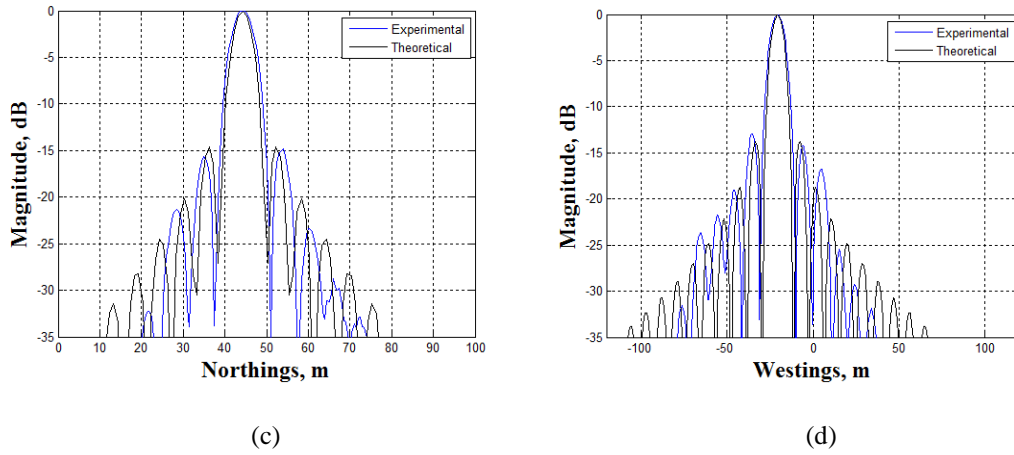 0
-5
-10
-15
-20
-25
-30
-35
Magnitude, dB
0 10 20 30 40 50 60 70 80 90 100
Northings, m
Experimental
Theoretical
(c)
0
-5
-10
-15
-20
-25
-30
-35
Magnitude, dB
-100 -50 0 50 100
Westings, m
Experimental
Theoretical
(d)